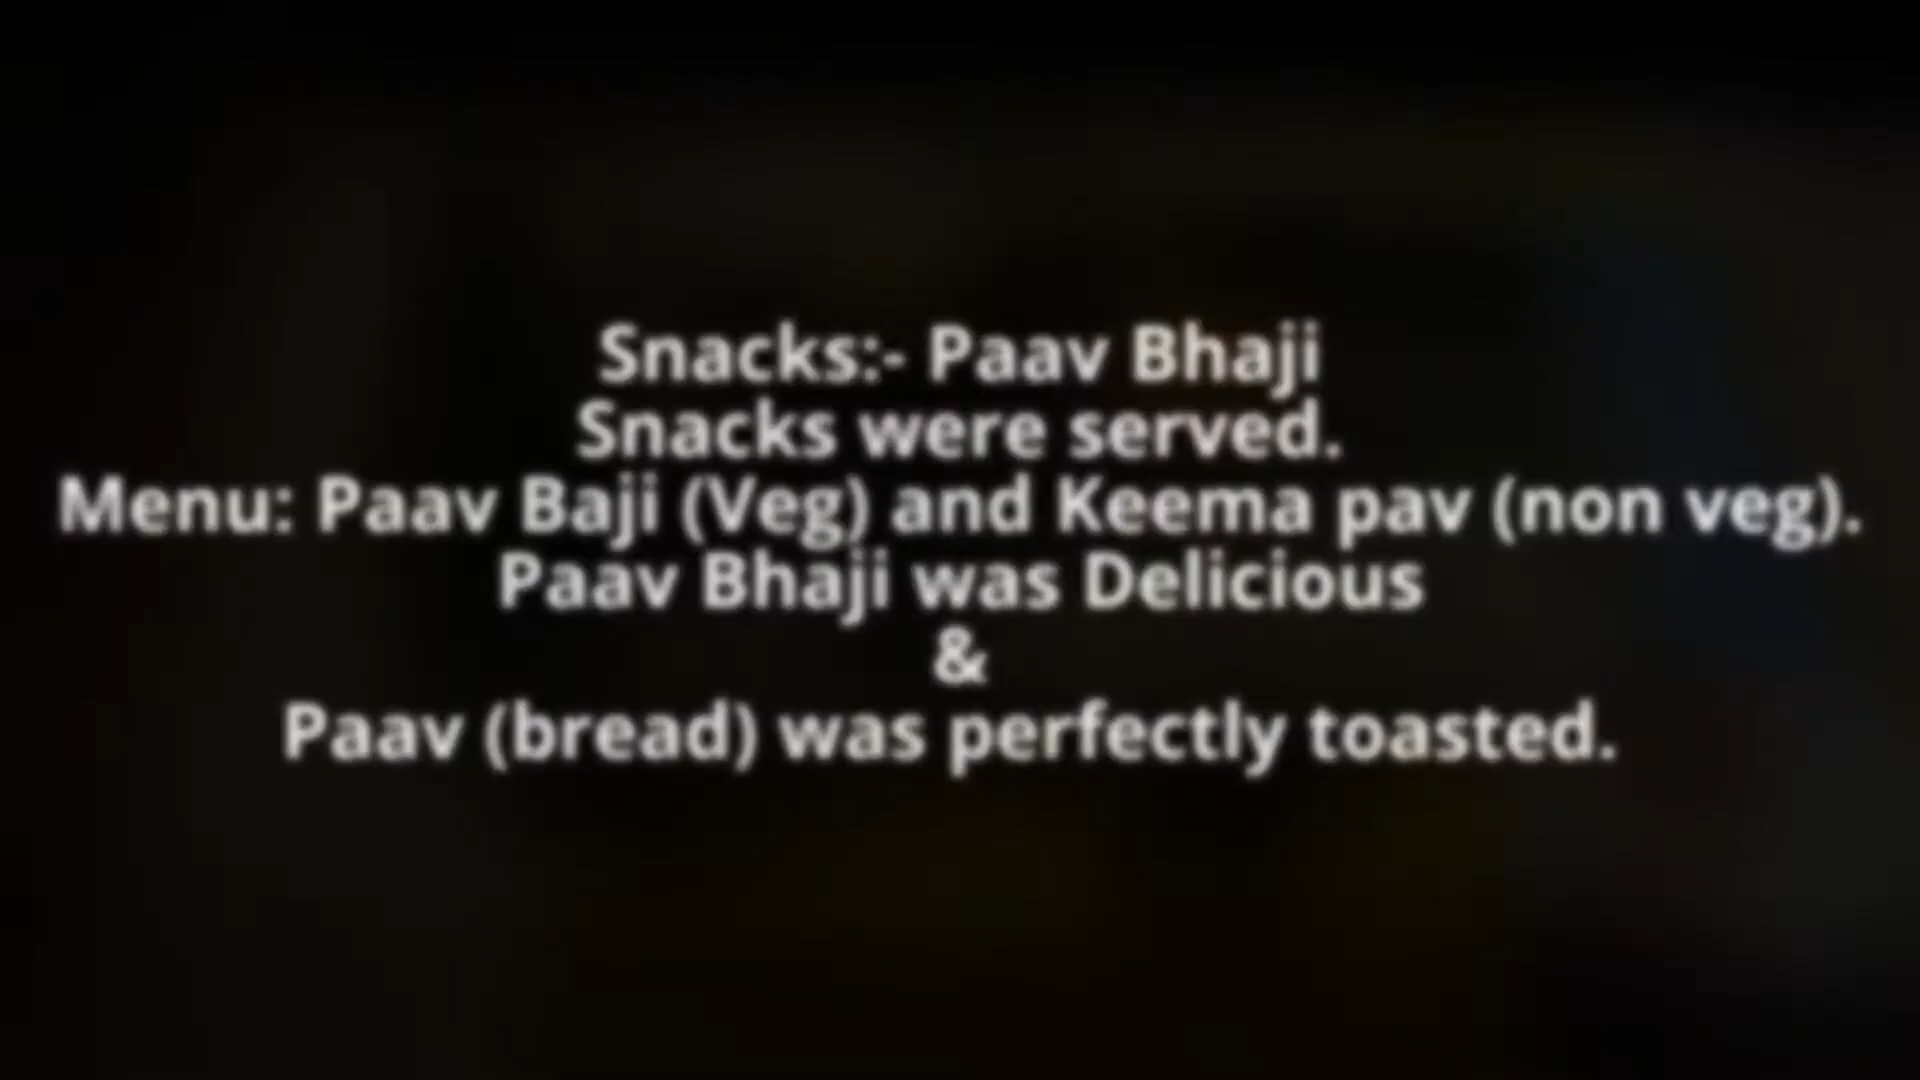 Snacks:- Paav Bhaji
Snacks were served.
Menu: Paav Baji (Veg) and Keema pav (non veg).
Paav Bhaji was Delicious
&
Paav (bread) was perfectly toasted.